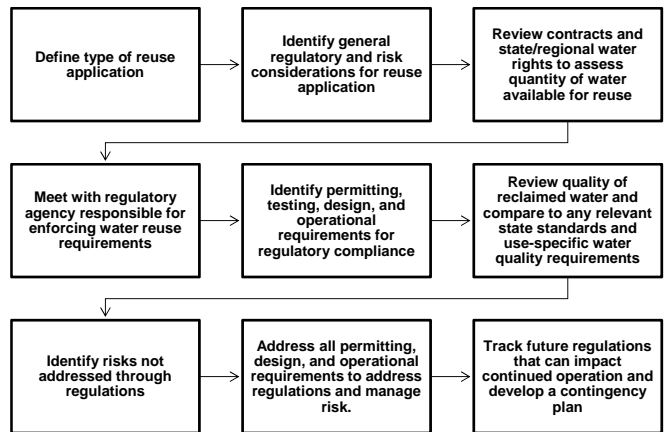 Define type of reuse
application
Identify general
regulatory and risk
considerations for reuse
application
Review contracts and
state/regional water
rights to assess
quantity of water
available for reuse
Meet with regulatory
agency responsible for
enforcing water reuse
requirements
Identify permitting,
testing, design, and
operational
requirements for
regulatory compliance
Review quality of
reclaimed water and
compare to any relevant
state standards and
use-specific water
quality requirements
Identify risks not
addressed through
regulations
Address all permitting,
design, and operational
requirements to address
regulations and manage
risk.
Track future regulations
that can impact
continued operation and
develop a contingency
plan